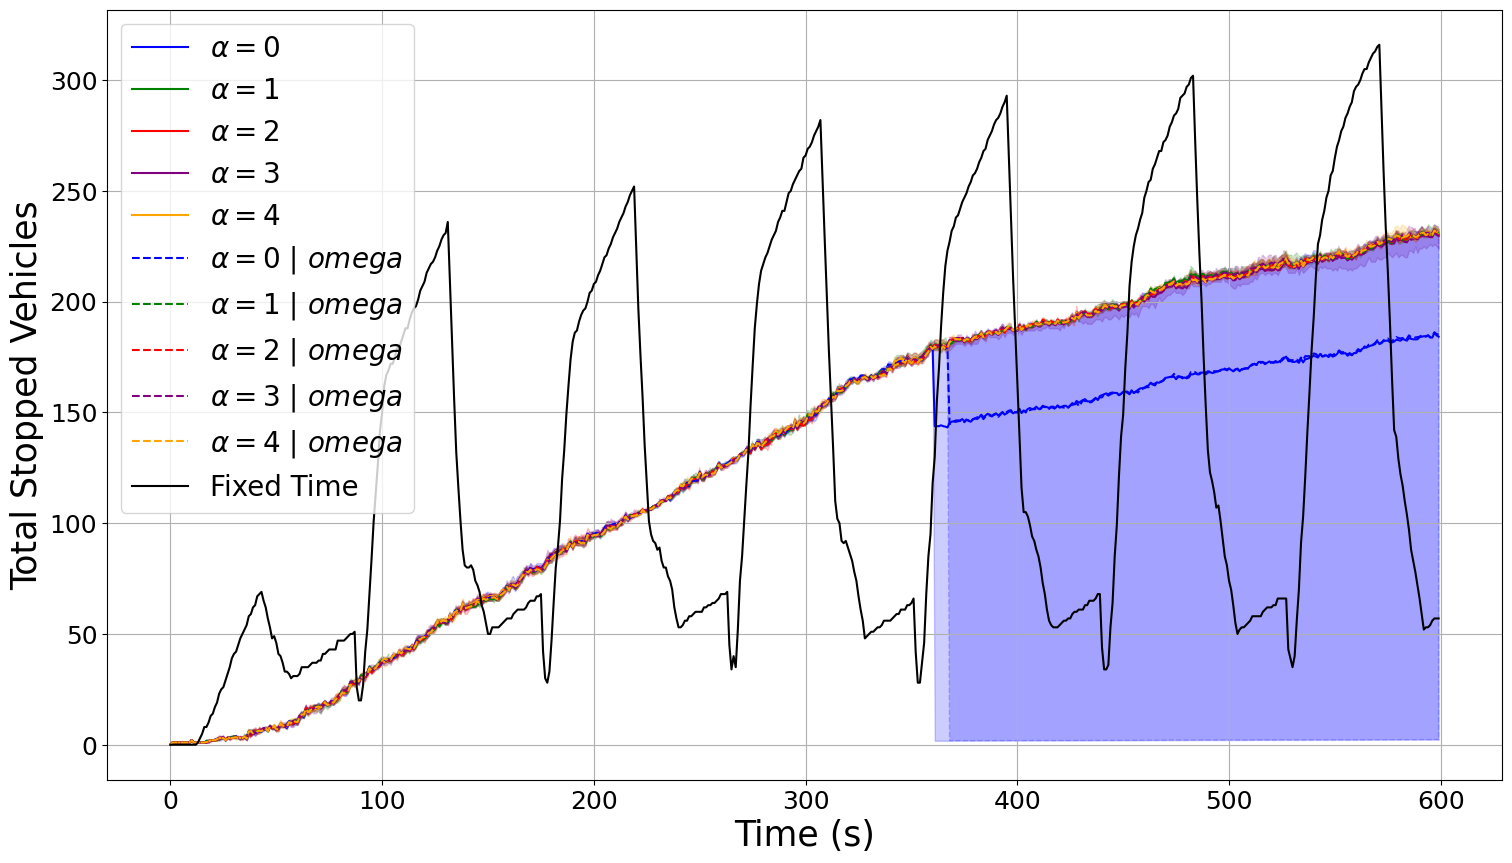 α = 0
α = 1
α = 2
α = 3
α = 4
α = 0 | omega
α = 1 | omega
α = 2 | omega
α = 3 | omega
α = 4 | omega
Fixed Time
Total Stopped Vehicles
300
250
200
150
100
50
0
0 100 200 300 400 500 600
Time (s)